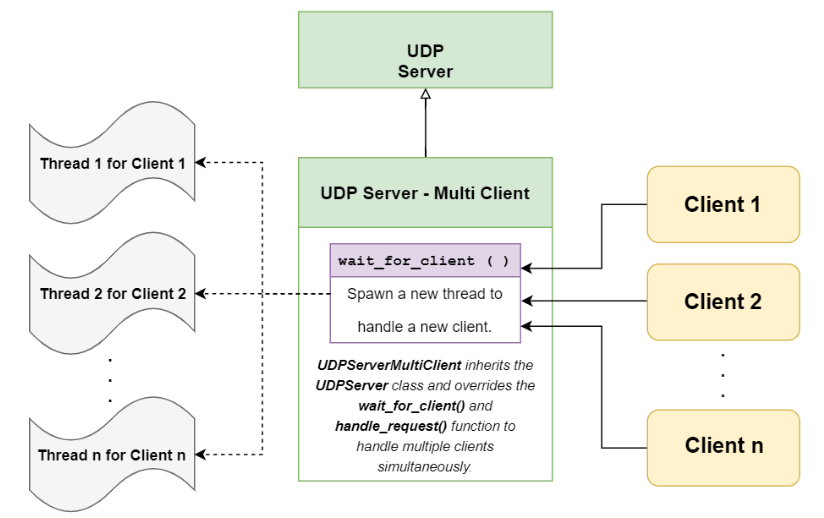 UDP
Server
Thread 1 for Client 1
UDP Server - Multi Client
Client 1
wait_for_client ( )
Thread 2 for Client 2
Spawn a new thread to
handle a new client.
Client 2
UDPServerMultiClient inherits the
UDPServer class and overrides the
wait_for_client() and
handle_request() function to
handle multiple clients
simultaneously.
Thread n for Client n
Client n